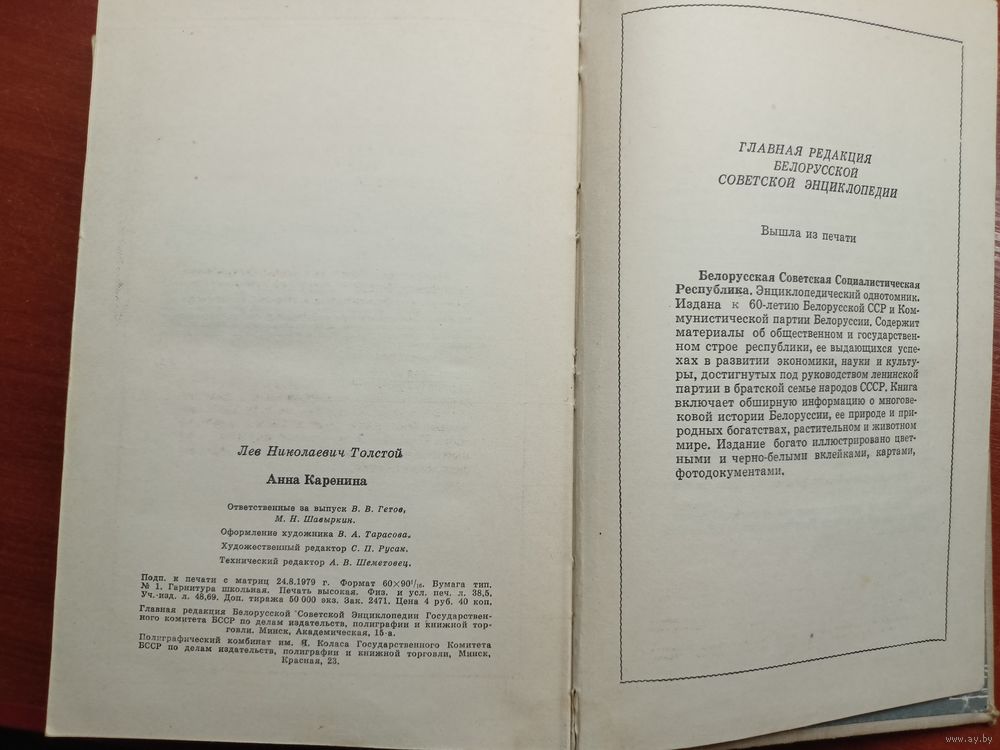 Лев Николаевич Толстой
Анна Каренина
Ответственные за выпуск В. В. Гетов,
М. Н. Шавыркин.
Оформление художника В. А. Тарасова.
Художественный редактор С. П. Русак.
Технический редактор А. В. Шеметовец.
Подп. к печати с матриц 24.8.1979 г. Формат 60×90¹/₁₆. Бумага тип.
№ 1. Гарнитура школьная. Печать высокая. Физ. и усл. печ. л. 38,5.
Уч.-изд. л. 48,69. Доп. тиража 50 000 экз. Зак. 2471. Цена 4 руб. 40 коп.
Главная редакция Белорусской Советской Энциклопедии Государствен-
ного комитета БССР по делам издательств, полиграфии и книжной тор-
говли. Минск, Академическая, 15-а.
Полиграфический комбинат им. Я. Коласа Государственного Комитета
БССР по делам издательств, полиграфии и книжной торговли, Минск,
Красная, 23.
ГЛАВНАЯ РЕДАКЦИЯ
БЕЛОРУССКОЙ
СОВЕТСКОЙ ЭНЦИКЛОПЕДИИ
Вышла из печати
Белорусская Советская Социалистическая
Республика. Энциклопедический однотомник.
Издана к 60-летию Белорусской ССР и Ком-
мунистической партии Белоруссии. Содержит
материалы об общественном и государствен-
ном строе республики, ее выдающихся успе-
хах в развитии экономики, науки и культу-
ры, достигнутых под руководством ленинской
партии в братской семье народов СССР. Книга
включает обширную информацию о многове-
ковой истории Белоруссии, ее природе и при-
родных богатствах, растительном и животном
мире. Издание богато иллюстрировано цвет-
ными и черно-белыми вклейками, картами,
фотодокументами.
www.ay.by